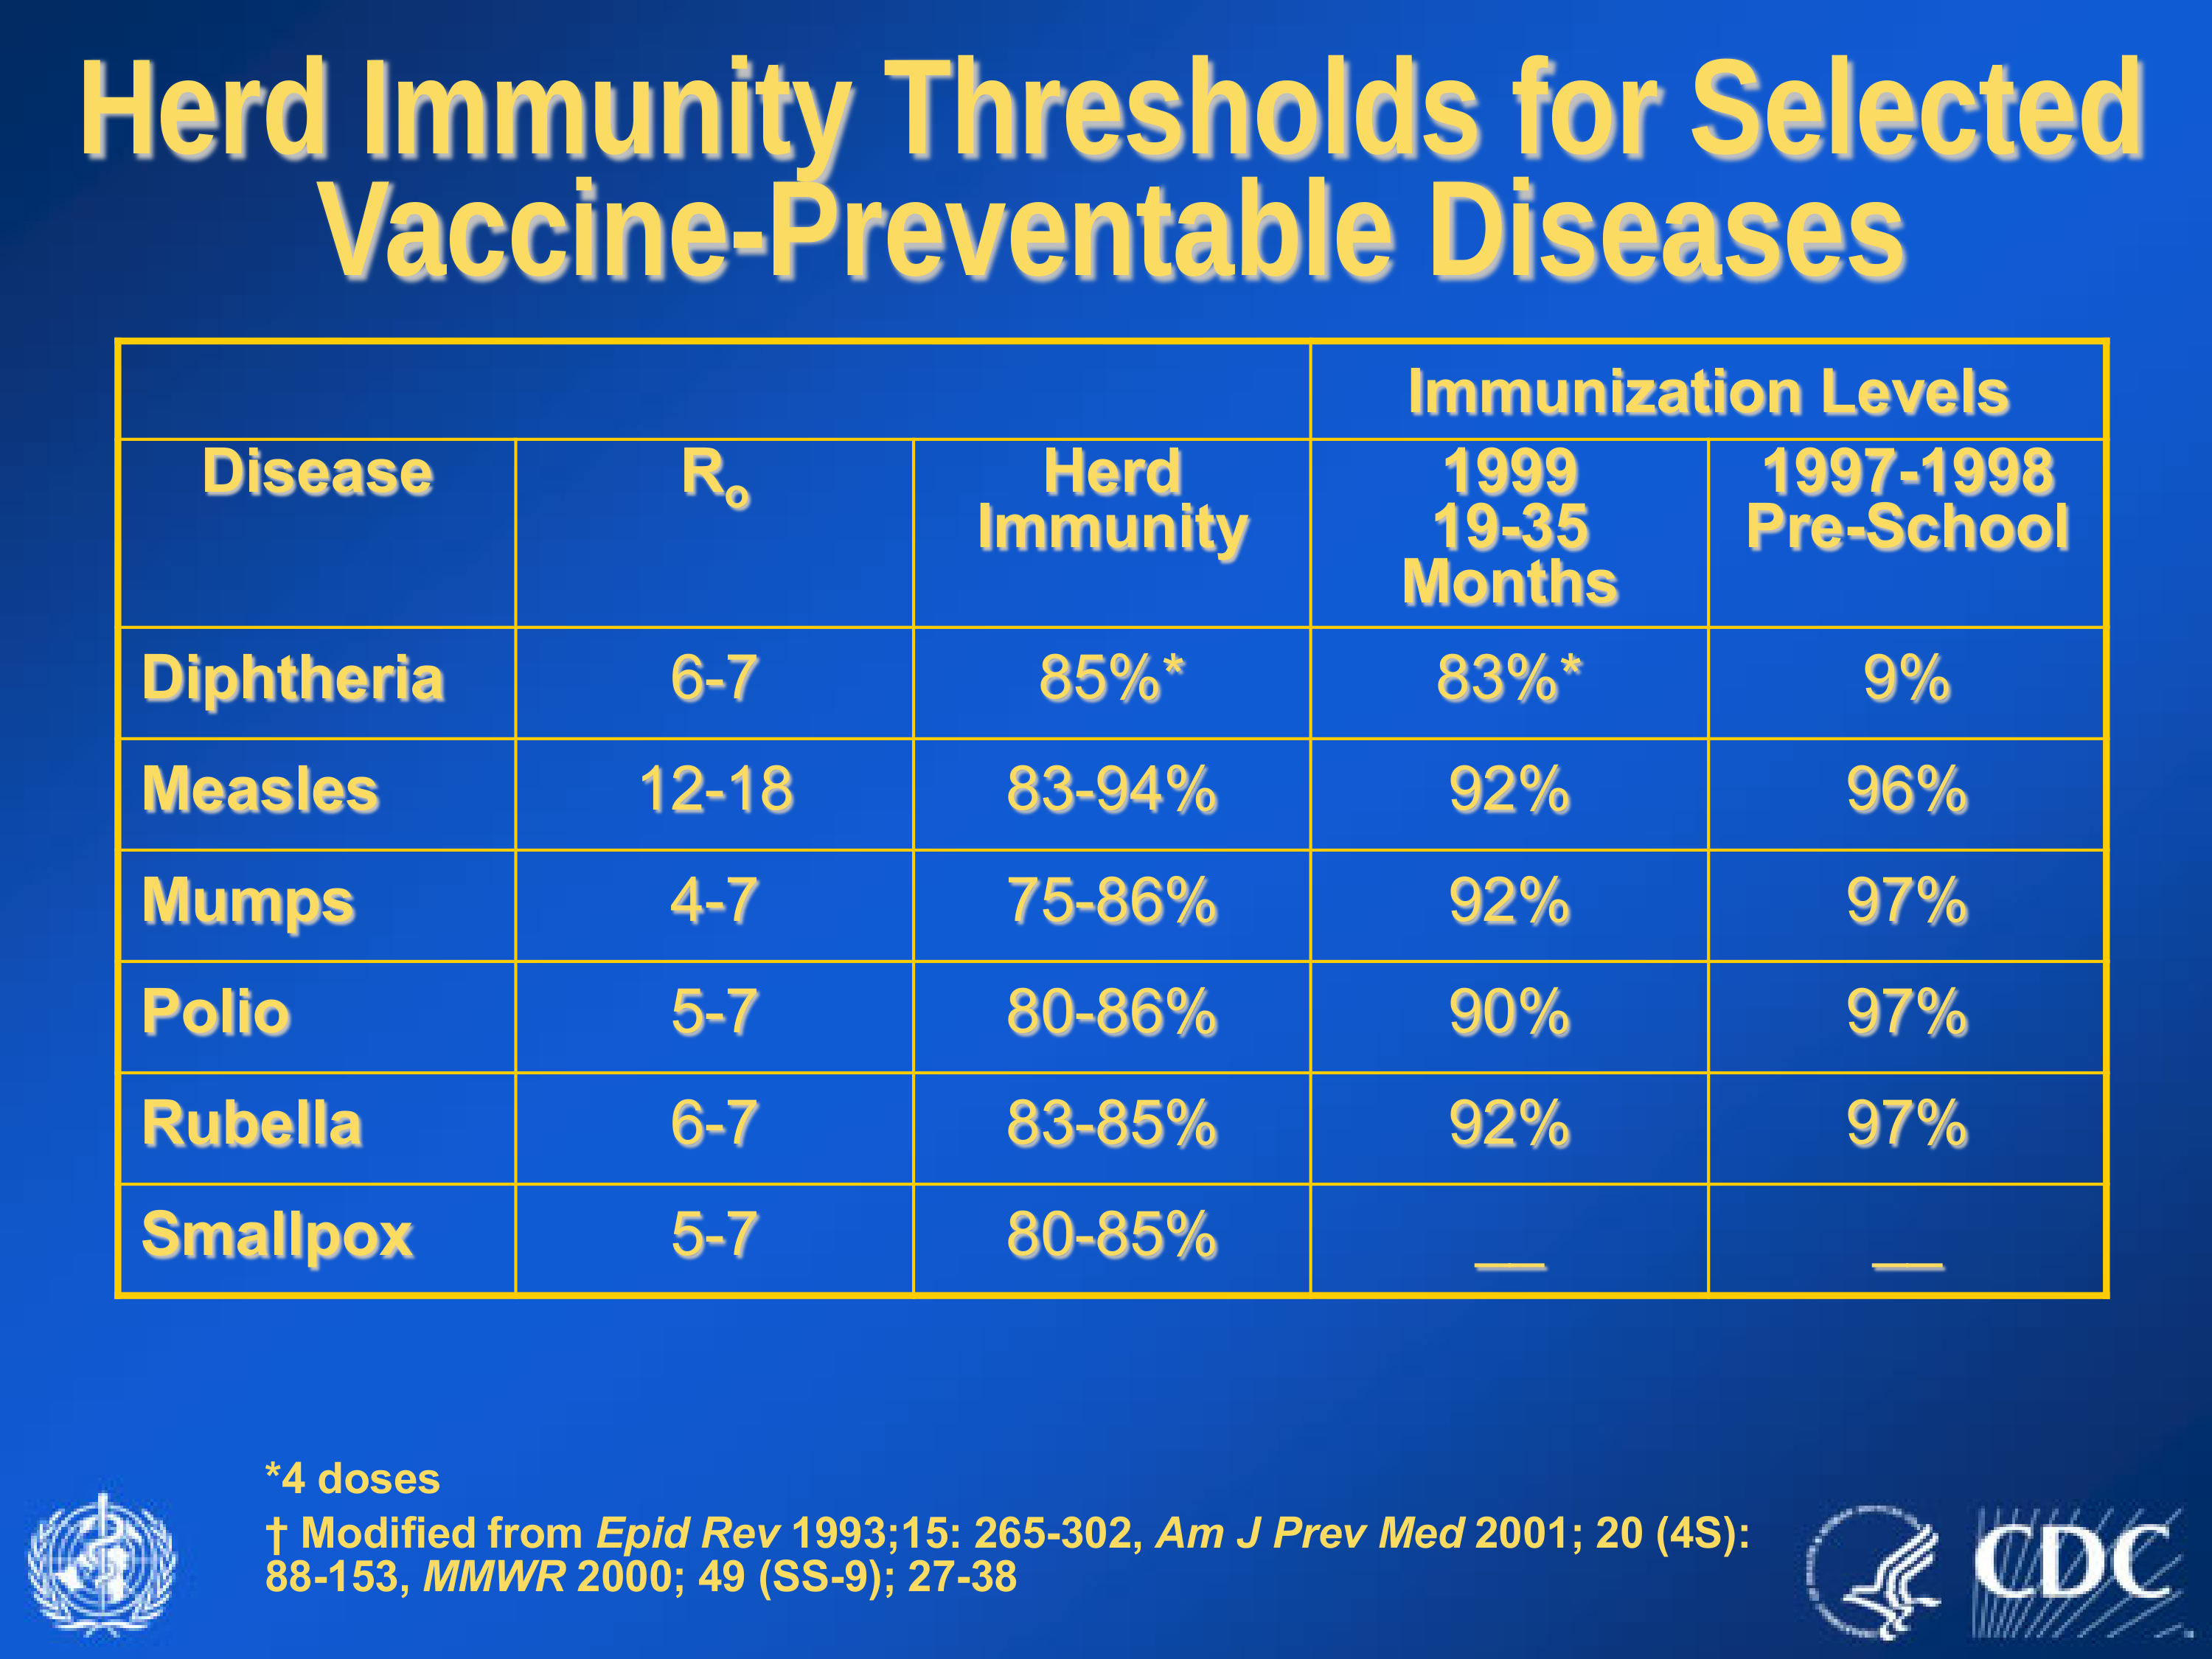 Herd Immunity Thresholds for Selected
Vaccine-Preventable Diseases
Immunization Levels
Disease Ro Herd Immunity 1999 19-35 Months 1997-1998 Pre-School
Diphtheria 6-7 85%* 83%* 9%
Measles 12-18 83-94% 92% 96%
Mumps 4-7 75-86% 92% 97%
Polio 5-7 80-86% 90% 97%
Rubella 6-7 83-85% 92% 97%
Smallpox 5-7 80-85% __ __
*4 doses
† Modified from Epid Rev 1993;15: 265-302, Am J Prev Med 2001; 20 (4S):
88-153, MMWR 2000; 49 (SS-9); 27-38
CDC